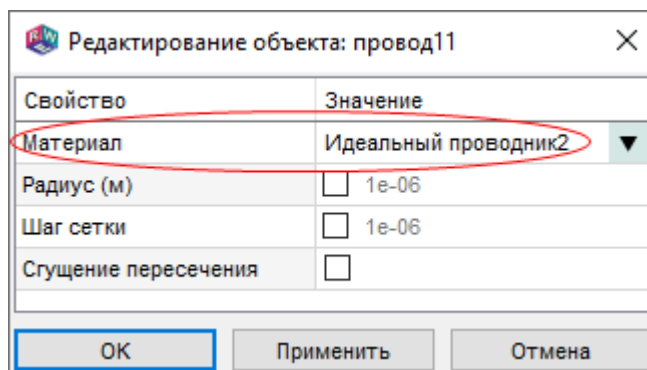 Редактирование объекта: провод11
Свойство Значение
Материал Идеальный проводник2
Радиус (м) 1e-06
Шаг сетки 1e-06
Сгущение пересечения
ОК Применить Отмена